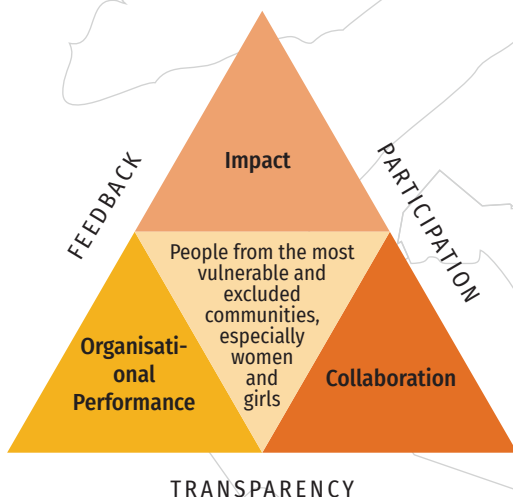 Impact
FEEDBACK
PARTICIPATION
People from the most
vulnerable and
excluded
communities,
especially
women
and
girls
Organisati-
onal
Performance
Collaboration
TRANSPARENCY